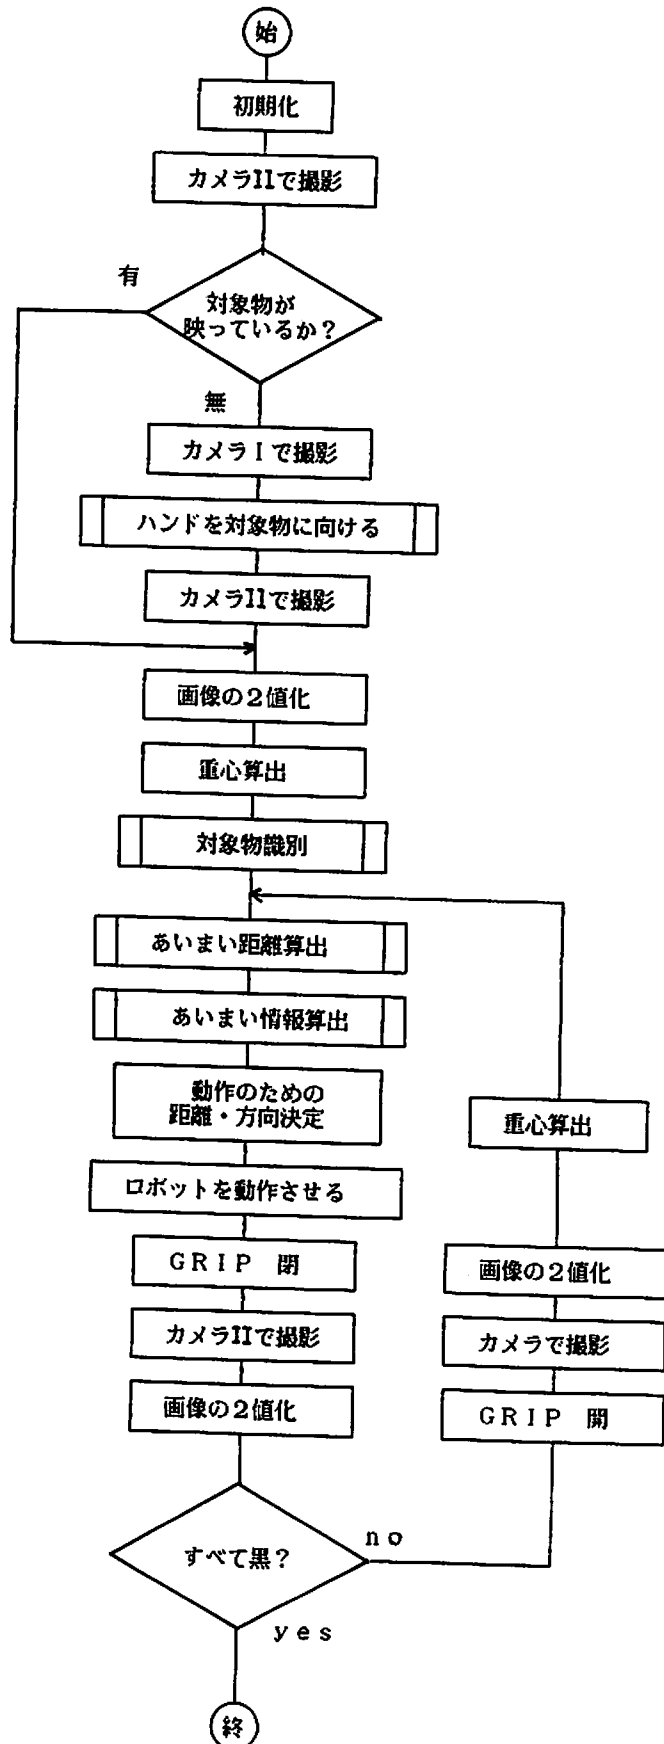 始
初期化
カメラIIで撮影
有
対象物が
映っているか?
無
カメラIで撮影
ハンドを対象物に向ける
カメラIIで撮影
画像の2値化
重心算出
対象物識別
あいまい距離算出
あいまい情報算出
動作のための
距離・方向決定
ロボットを動作させる
GRIP 閉
カメラIIで撮影
画像の2値化
すべて黒?
no
GRIP 開
カメラで撮影
画像の2値化
重心算出
yes
終